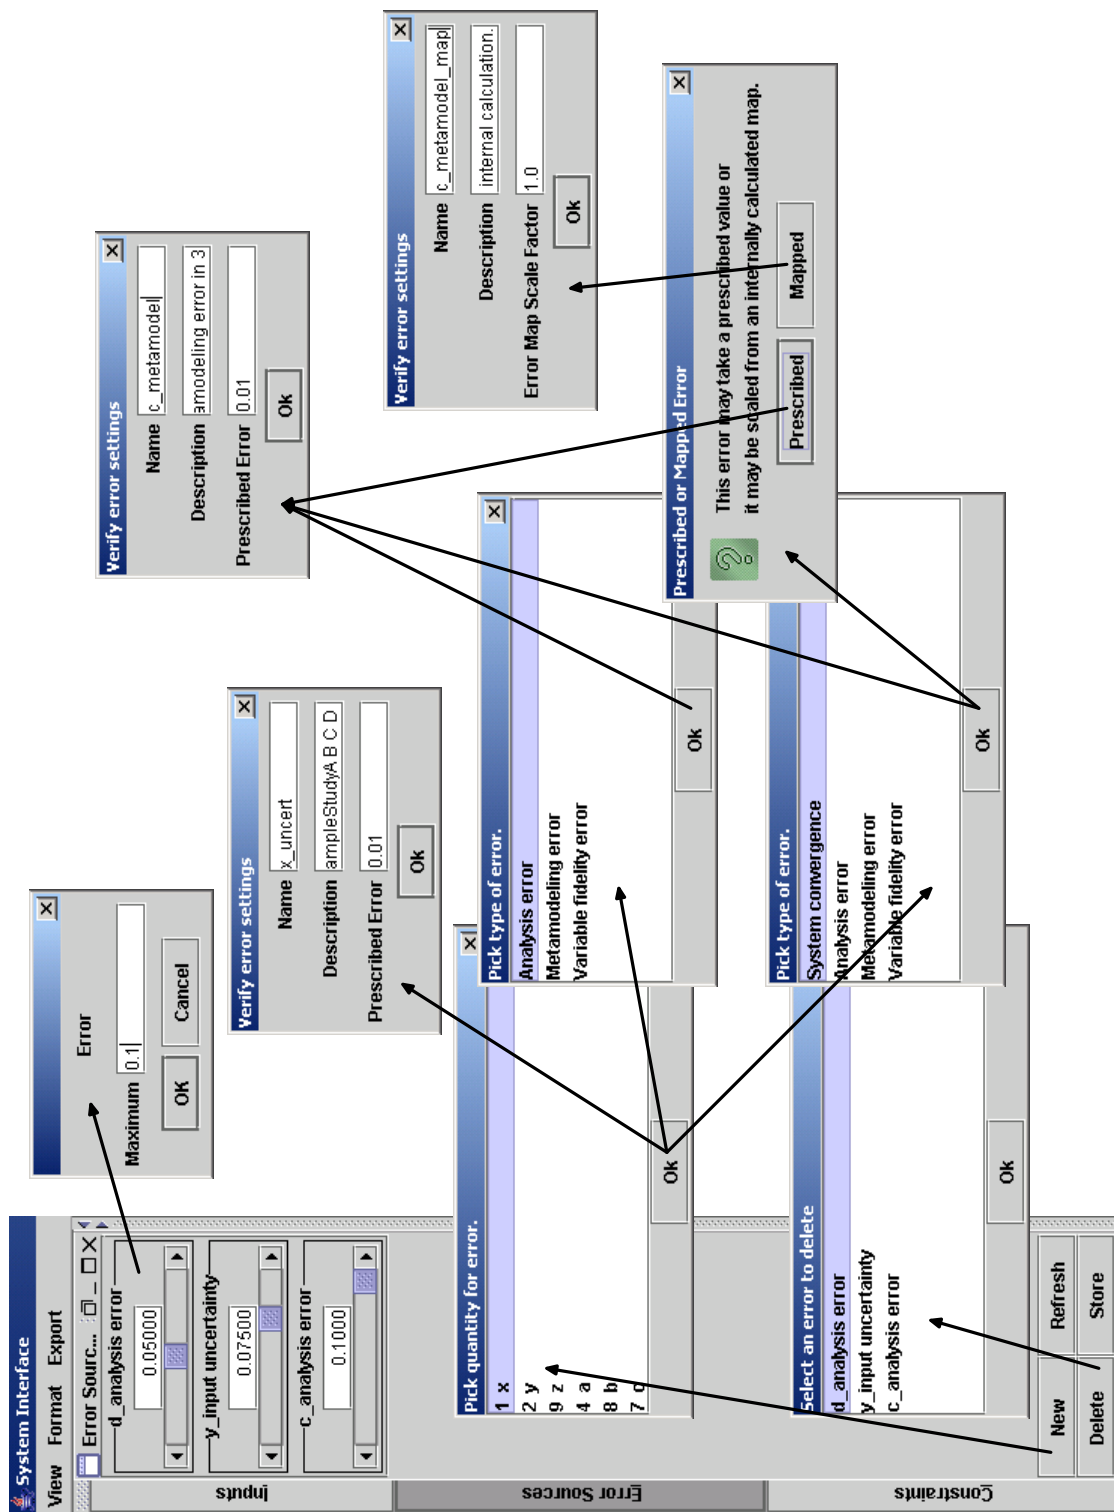 System Interface
View Format Export
Error Sourc...
d_analysis error
0.05000
y_input uncertainty
0.07500
c_analysis error
0.1000
Inputs
Error Sources
Constraints
New
Refresh
Delete
Store
Error
Maximum 0.1
OK
Cancel
Pick quantity for error.
1 x
2 y
9 z
4 a
8 b
7 c
Ok
Select an error to delete
d_analysis error
y_input uncertainty
c_analysis error
Ok
Verify error settings
Name x_uncert
Description ampleStudyA B C D
Prescribed Error 0.01
Ok
Pick type of error.
Analysis error
Metamodeling error
Variable fidelity error
Ok
Pick type of error.
System convergence
Analysis error
Metamodeling error
Variable fidelity error
Ok
Verify error settings
Name c_metamodel
Description amodeling error in 3
Prescribed Error 0.01
Ok
Prescribed or Mapped Error
This error may take a prescribed value or
it may be scaled from an internally calculated map.
Prescribed
Mapped
Verify error settings
Name c_metamodel_map
Description internal calculation.
Error Map Scale Factor 1.0
Ok